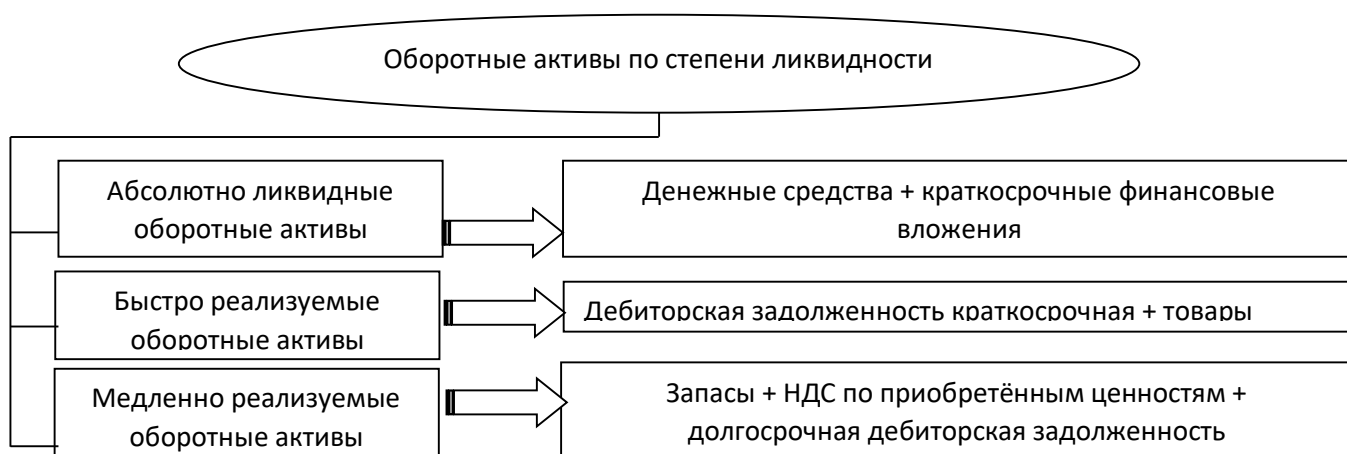 Оборотные активы по степени ликвидности
Абсолютно ликвидные
оборотные активы
Денежные средства + краткосрочные финансовые
вложения
Быстро реализуемые
оборотные активы
Дебиторская задолженность краткосрочная + товары
Медленно реализуемые
оборотные активы
Запасы + НДС по приобретённым ценностям +
долгосрочная дебиторская задолженность